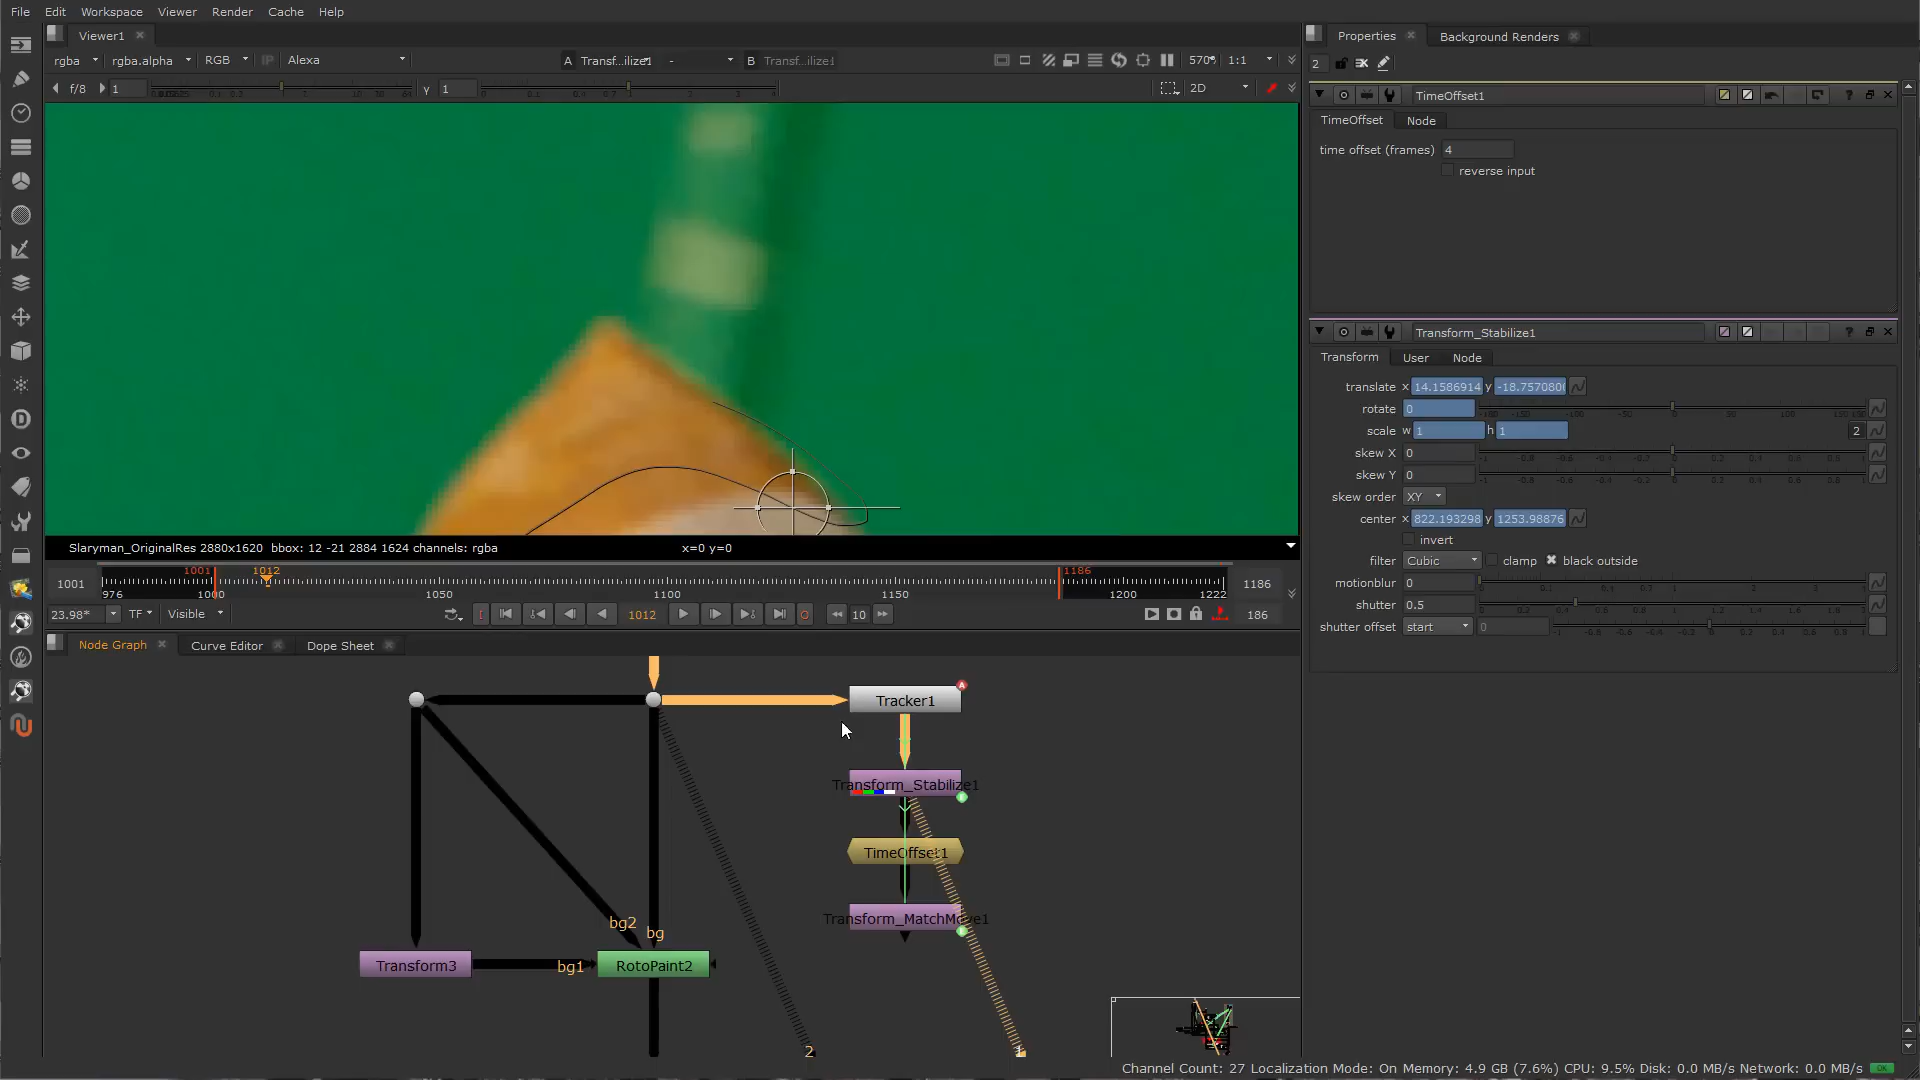 File Edit Workspace Viewer Render Cache Help
Viewer1
Properties
Background Renders
rgba rgba.alpha RGB IP Alexa A B 1:1
2
f/8 1 y 1 2D
TimeOffset1
TimeOffset Node
time offset (frames) 4
reverse input
Transform_Stabilize1
Transform User Node
translate x 14.1586914 y
rotate 0
scale w 1 h 1 2
skew X 0
skew Y 0
skew order XY
center x 822.193298 y 1253.98876
invert
filter Cubic clamp black outside
motionblur 0
shutter 0.5
shutter offset start 0
Slaryman_OriginalRes 2880x1620 bbox: 12 -21 2884 1624 channels: rgba x=0 y=0
1001 1012 1186
1001 976 1000 1050 1100 1150 1200 1222 1186
23.98* TF Visible 1012 10 186
Node Graph Curve Editor Dope Sheet
Tracker1
Transform_Stabilize1
TimeOffset1
Transform_MatchMove1
bg2
bg
Transform3
bg1
RotoPaint2
2
1
Channel Count: 27 Localization Mode: On Memory: 4.9 GB (7.6%) CPU: 9.5% Disk: 0.0 MB/s Network: 0.0 MB/s